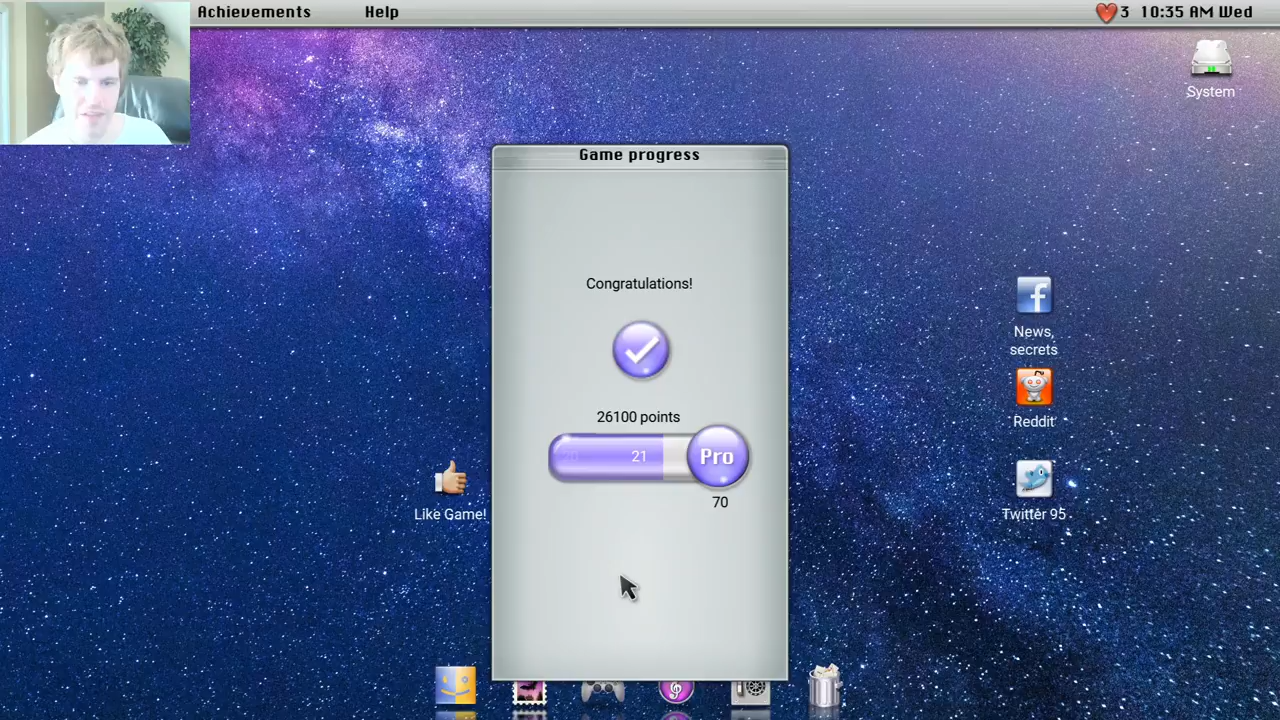 Achievements Help 3 10:35 AM Wed
System
Game progress
Congratulations!
26100 points
20 21 Pro
70
News,
secrets
Reddit
Like Game!
Twitter 95